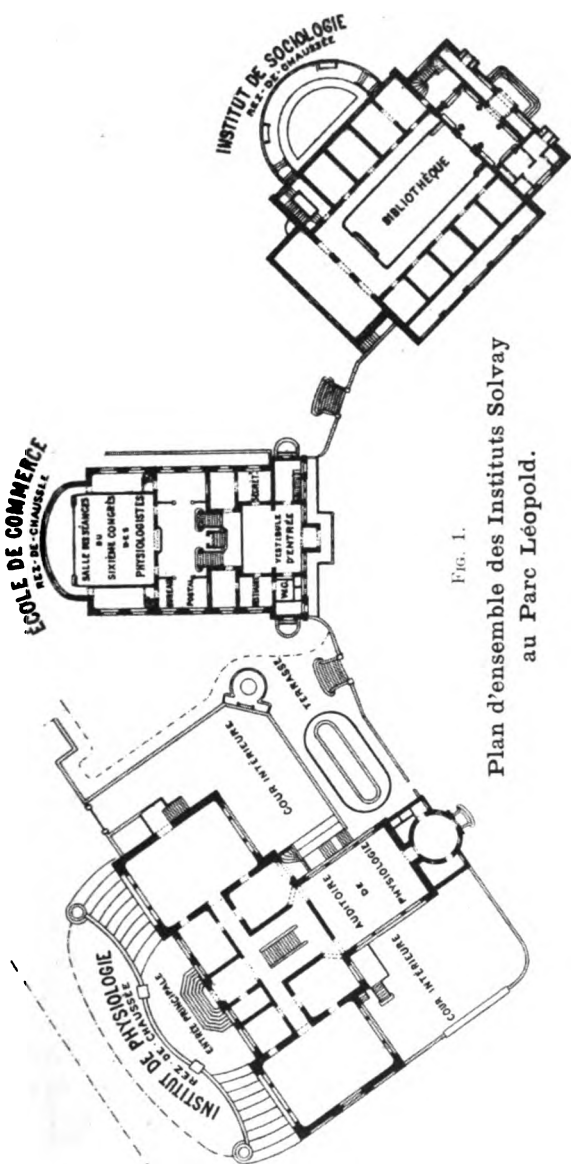 INSTITUT DE PHYSIOLOGIE
REZ-DE-CHAUSSÉE
ENTRÉE PRINCIPALE
COUR INTÉRIEURE
AUDITOIRE
DE
PHYSIOLOGIE
COUR INTÉRIEURE
TERRASSE
ÉCOLE DE COMMERCE
REZ-DE-CHAUSSÉE
SALLE DES SÉANCES
DU
SIXIÈME CONGRÈS
DES
PHYSIOLOGISTES
BUREAU
POSTAL
SECRÉT
VESTIBULE
D'ENTRÉE
W.C.
INSTITUT DE SOCIOLOGIE
REZ-DE-CHAUSSÉE
BIBLIOTHÈQUE
FIG. 1.
Plan d'ensemble des Instituts Solvay
au Parc Léopold.